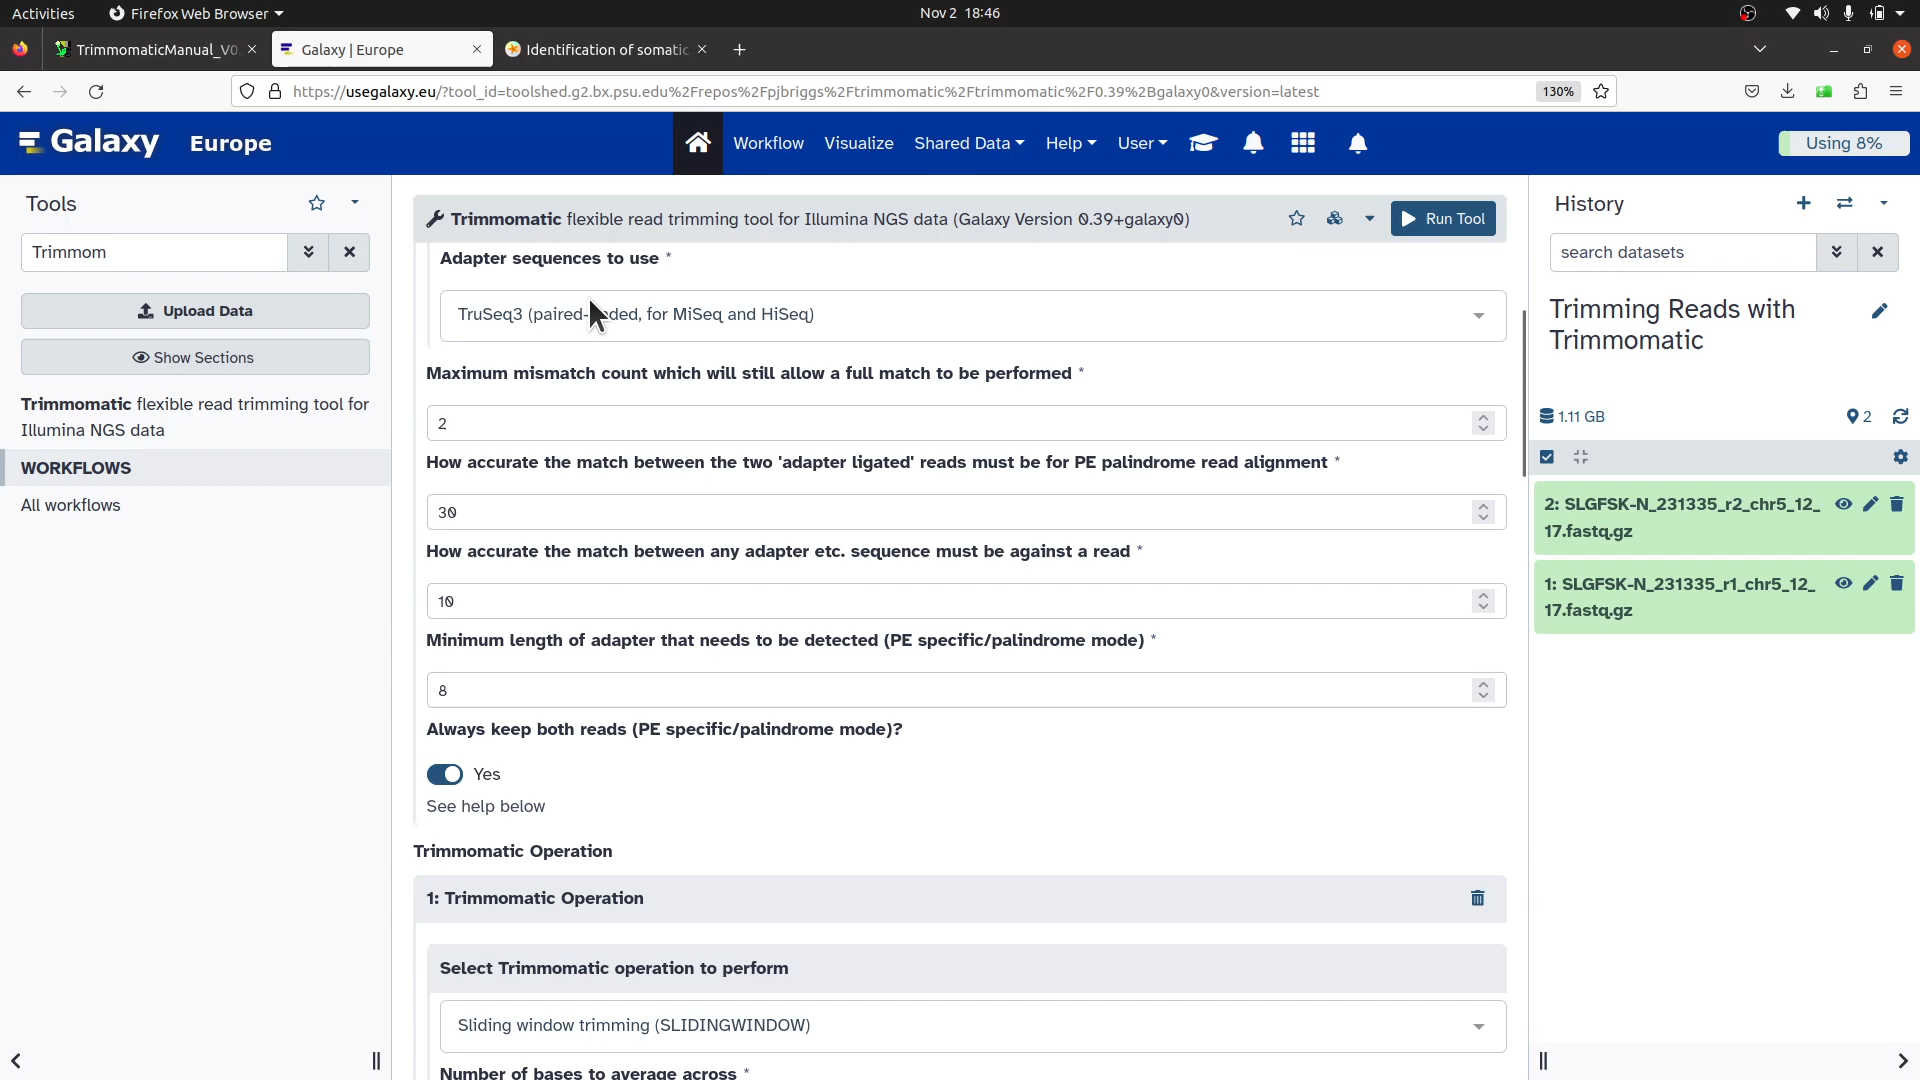 Activities
Firefox Web Browser
Nov 2 18:46
TrimmomaticManual_V0.
Galaxy | Europe
Identification of somatic
https://usegalaxy.eu/?tool_id=toolshed.g2.bx.psu.edu%2Frepos%2Fpjbriggs%2Ftrimmomatic%2Ftrimmomatic%2F0.39%2Bgalaxy0&version=latest
130%
Galaxy Europe
Workflow
Visualize
Shared Data
Help
User
Using 8%
Tools
Trimmom
Upload Data
Show Sections
Trimmomatic flexible read trimming tool for
Illumina NGS data
WORKFLOWS
All workflows
Trimmomatic flexible read trimming tool for Illumina NGS data (Galaxy Version 0.39+galaxy0)
Run Tool
Adapter sequences to use *
TruSeq3 (paired-ended, for MiSeq and HiSeq)
Maximum mismatch count which will still allow a full match to be performed *
2
How accurate the match between the two 'adapter ligated' reads must be for PE palindrome read alignment *
30
How accurate the match between any adapter etc. sequence must be against a read *
10
Minimum length of adapter that needs to be detected (PE specific/palindrome mode) *
8
Always keep both reads (PE specific/palindrome mode)?
Yes
See help below
Trimmomatic Operation
1: Trimmomatic Operation
Select Trimmomatic operation to perform
Sliding window trimming (SLIDINGWINDOW)
Number of bases to average across *
History
search datasets
Trimming Reads with
Trimmomatic
1.11 GB
2
2: SLGFSK-N_231335_r2_chr5_12_
17.fastq.gz
1: SLGFSK-N_231335_r1_chr5_12_
17.fastq.gz